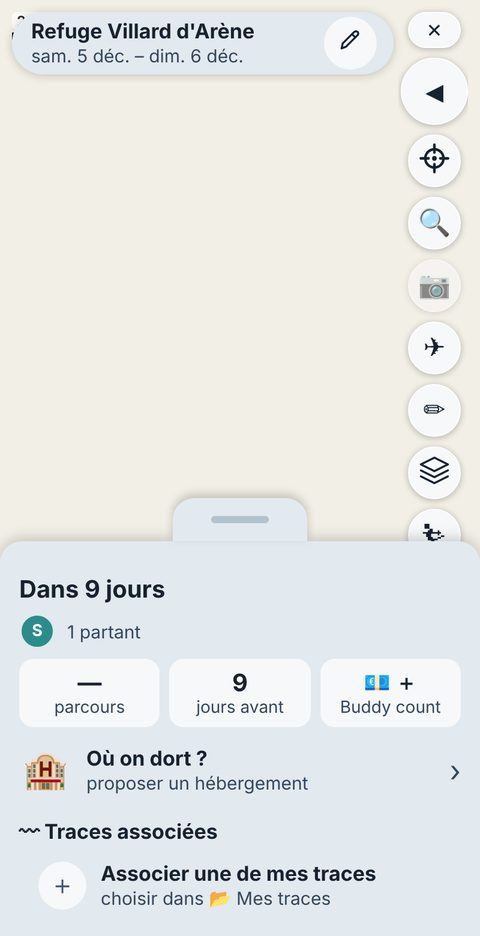 Refuge Villard d'Arène
sam. 5 déc. – dim. 6 déc.
Dans 9 jours
S
1 partant
—
parcours
9
jours avant
💶 +
Buddy count
H
Où on dort ?
proposer un hébergement
Traces associées
Associer une de mes traces
choisir dans 📂 Mes traces